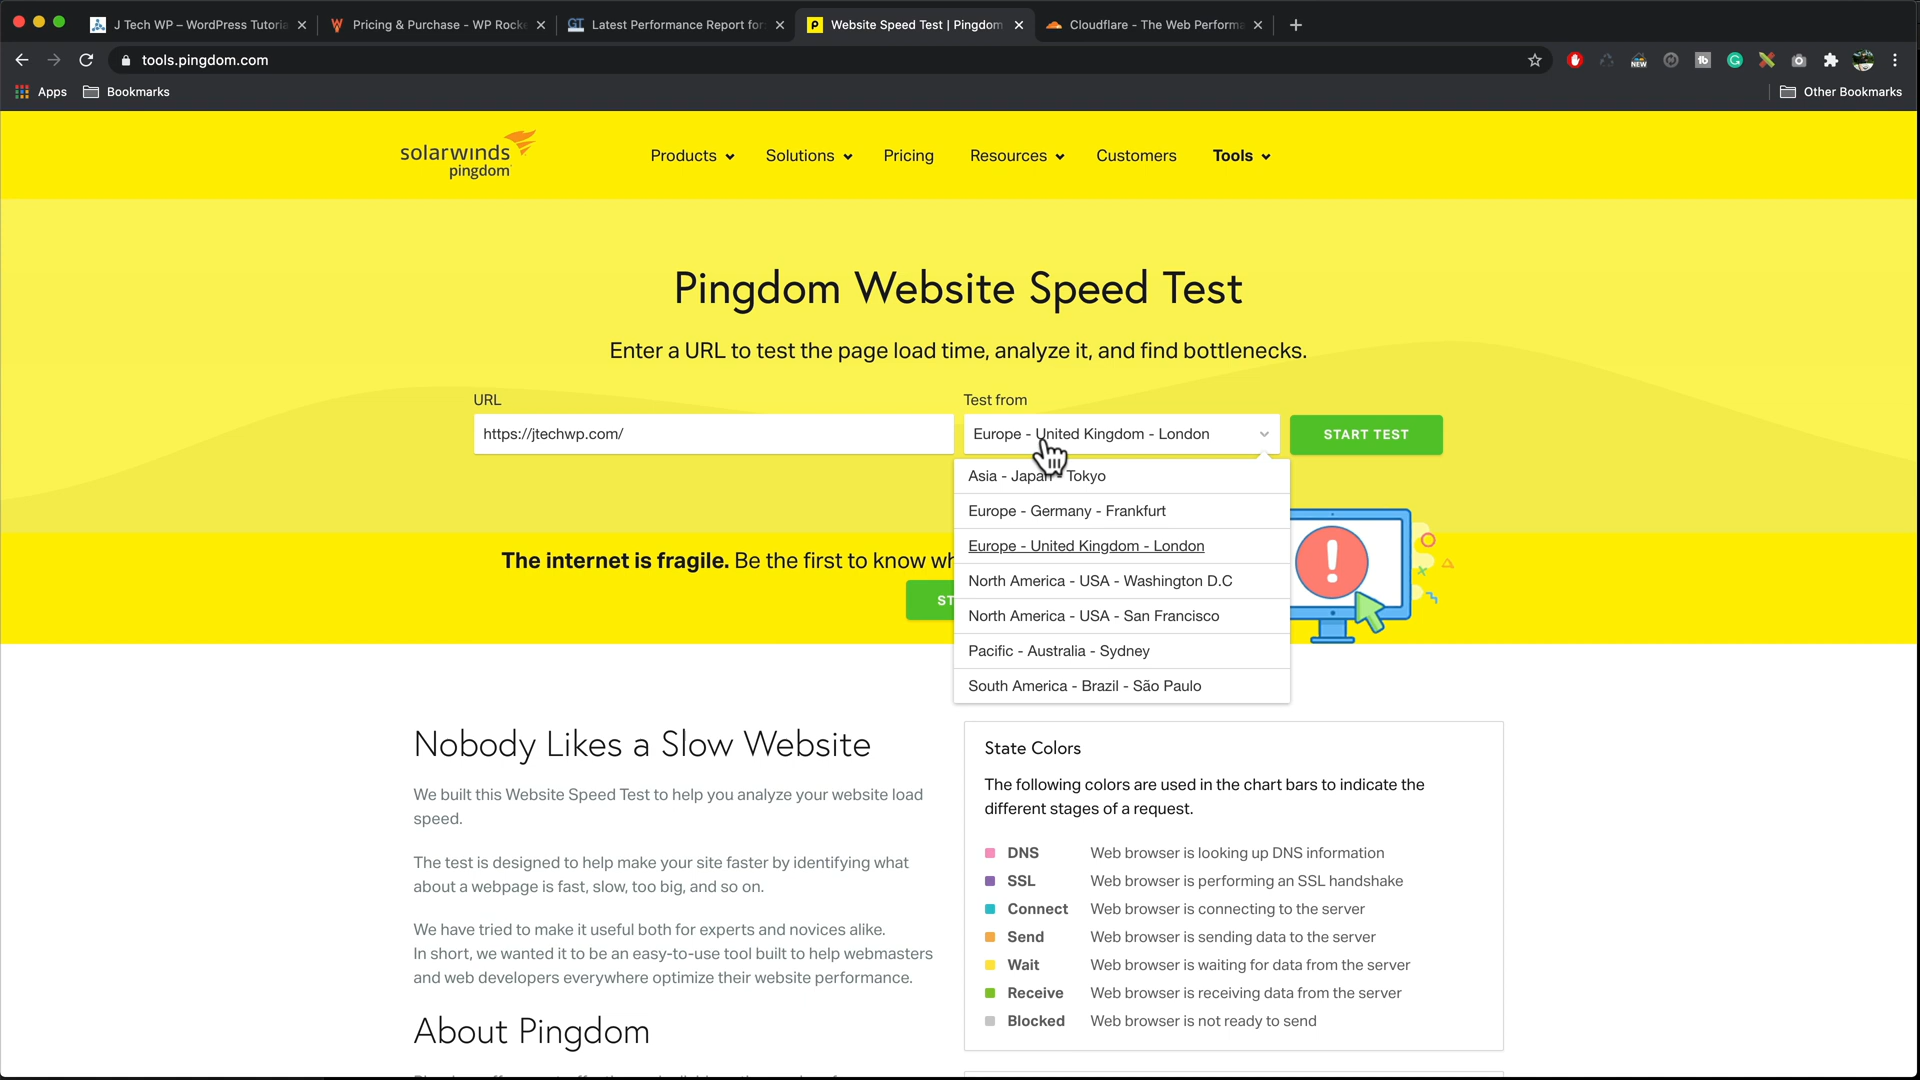 J Tech WP – WordPress Tutoria
Pricing & Purchase - WP Rocke
GT
Latest Performance Report for
Website Speed Test | Pingdom
Cloudflare - The Web Performa
tools.pingdom.com
NEW
Apps
Bookmarks
Other Bookmarks
solarwinds
pingdom
Products
Solutions
Pricing
Resources
Customers
Tools
Pingdom Website Speed Test
Enter a URL to test the page load time, analyze it, and find bottlenecks.
URL
Test from
https://jtechwp.com/
Europe - United Kingdom - London
START TEST
Asia - Japan - Tokyo
Europe - Germany - Frankfurt
Europe - United Kingdom - London
North America - USA - Washington D.C
North America - USA - San Francisco
Pacific - Australia - Sydney
South America - Brazil - São Paulo
The internet is fragile. Be the first to know wh
ST
Nobody Likes a Slow Website
We built this Website Speed Test to help you analyze your website load
speed.
The test is designed to help make your site faster by identifying what
about a webpage is fast, slow, too big, and so on.
We have tried to make it useful both for experts and novices alike.
In short, we wanted it to be an easy-to-use tool built to help webmasters
and web developers everywhere optimize their website performance.
About Pingdom
State Colors
The following colors are used in the chart bars to indicate the
different stages of a request.
DNS Web browser is looking up DNS information
SSL Web browser is performing an SSL handshake
Connect Web browser is connecting to the server
Send Web browser is sending data to the server
Wait Web browser is waiting for data from the server
Receive Web browser is receiving data from the server
Blocked Web browser is not ready to send